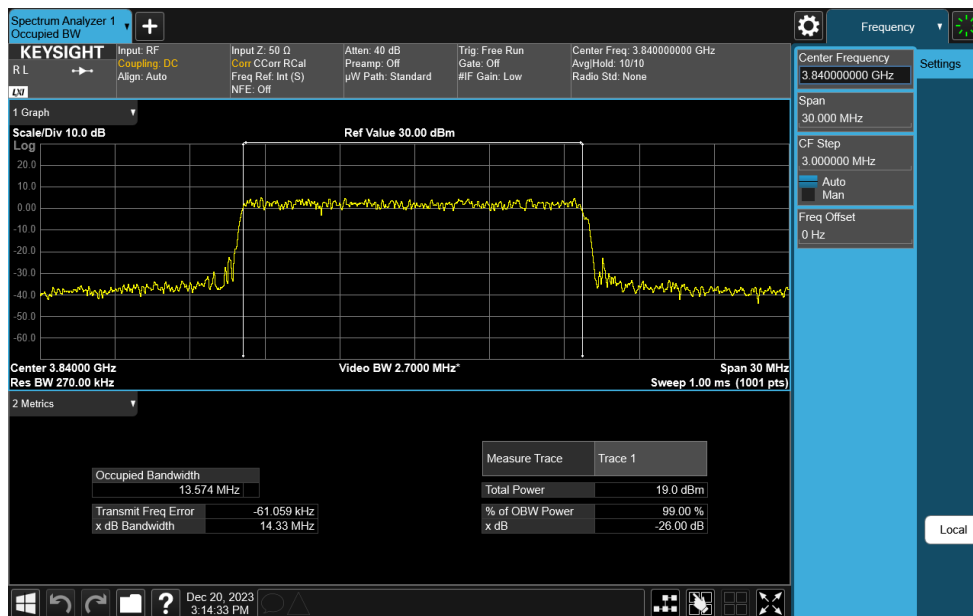 Spectrum Analyzer 1
Occupied BW
Frequency
KEYSIGHT
R L
LXI
Input: RF
Coupling: DC
Align: Auto
Input Z: 50 Ω
Corr CCorr RCal
Freq Ref: Int (S)
NFE: Off
Atten: 40 dB
Preamp: Off
µW Path: Standard
Trig: Free Run
Gate: Off
#IF Gain: Low
Center Freq: 3.840000000 GHz
Avg|Hold: 10/10
Radio Std: None
Center Frequency
3.840000000 GHz
Settings
Span
30.000 MHz
CF Step
3.000000 MHz
Auto
Man
Freq Offset
0 Hz
Local
1 Graph
Scale/Div 10.0 dB
Ref Value 30.00 dBm
Log
20.0
10.0
0.00
-10.0
-20.0
-30.0
-40.0
-50.0
-60.0
Center 3.84000 GHz
Video BW 2.7000 MHz*
Span 30 MHz
Res BW 270.00 kHz
Sweep 1.00 ms (1001 pts)
2 Metrics
Measure Trace Trace 1
Occupied Bandwidth
13.574 MHz
Total Power 19.0 dBm
Transmit Freq Error -61.059 kHz
% of OBW Power 99.00 %
x dB Bandwidth 14.33 MHz
x dB -26.00 dB
Dec 20, 2023
3:14:33 PM